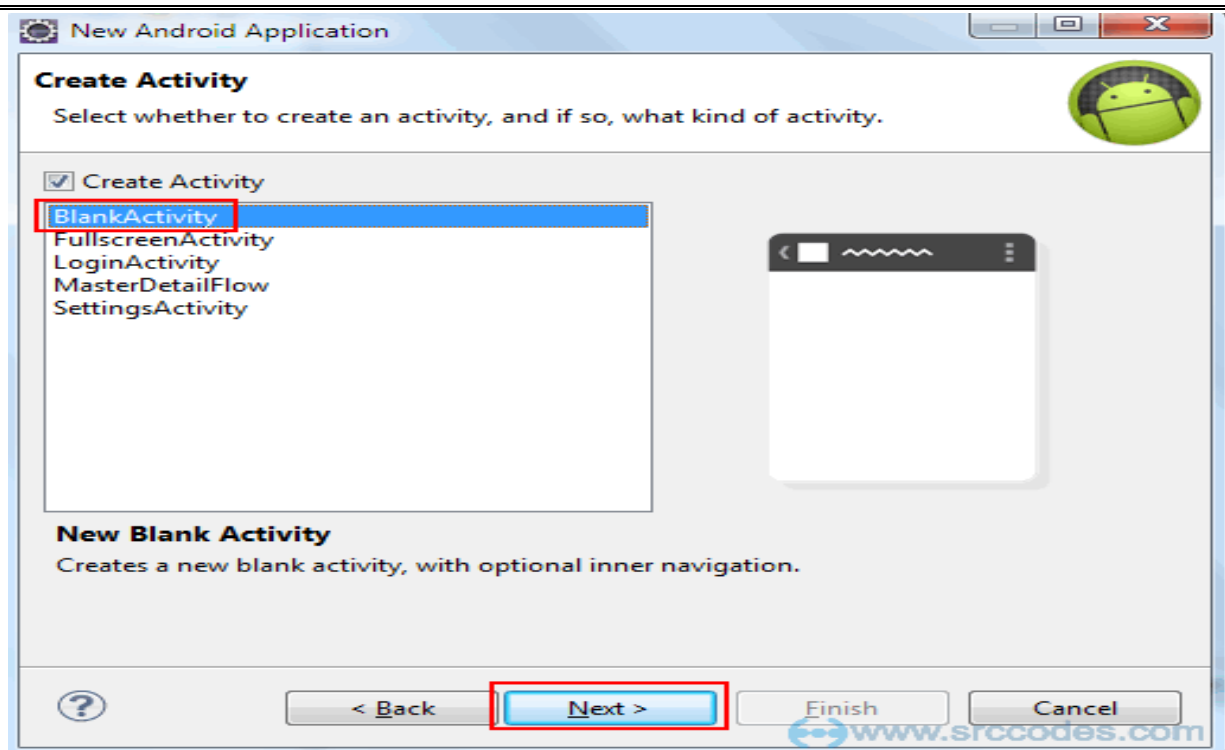 New Android Application
Create Activity
Select whether to create an activity, and if so, what kind of activity.
Create Activity
BlankActivity
FullscreenActivity
LoginActivity
MasterDetailFlow
SettingsActivity
New Blank Activity
Creates a new blank activity, with optional inner navigation.
< Back
Next >
Finish
Cancel
www.srccodes.com